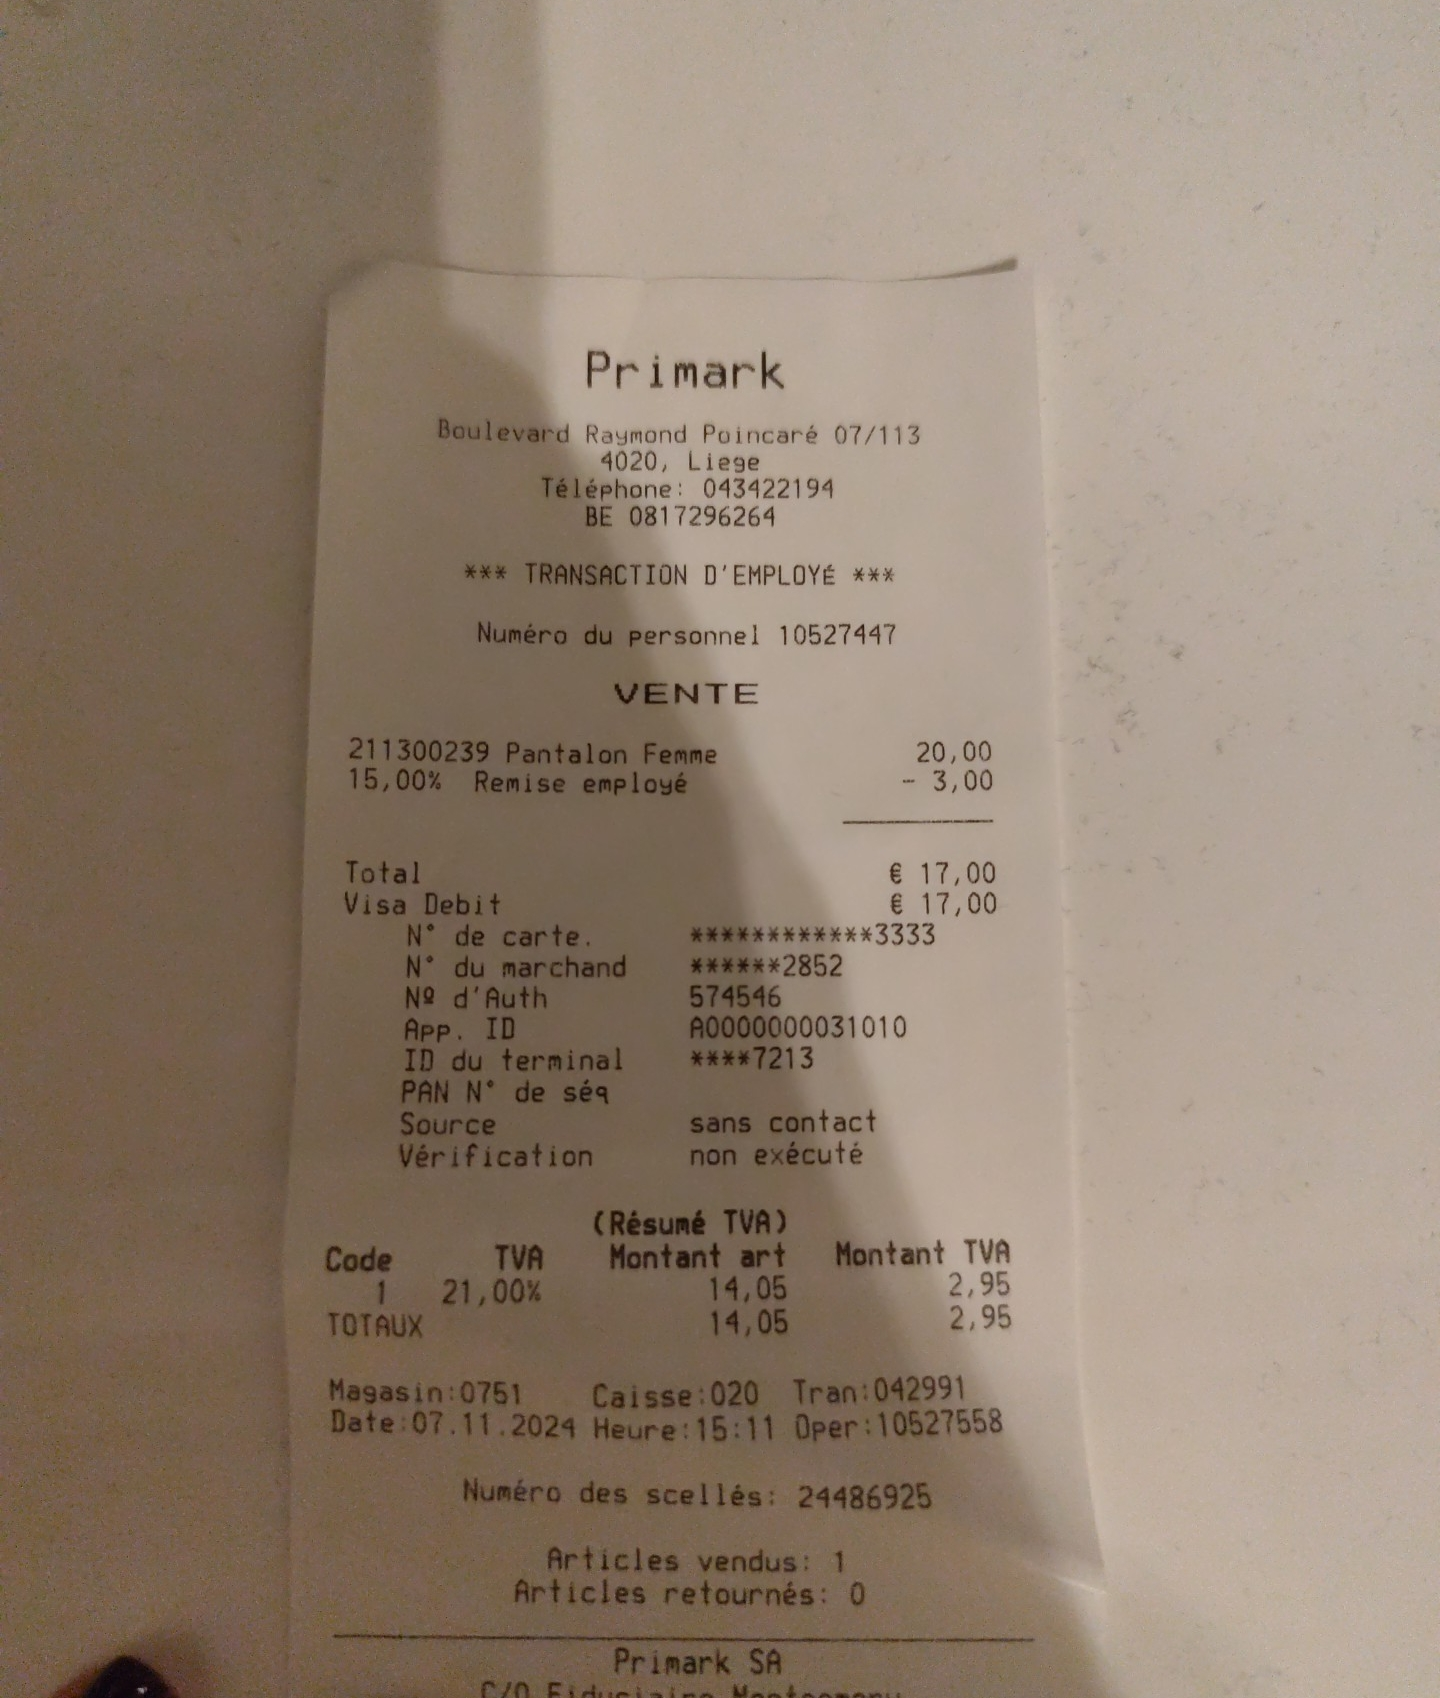 Primark
Boulevard Raymond Poincaré 07/113
4020, Liege
Téléphone: 043422194
BE 0817296264
*** TRANSACTION D'EMPLOYÉ ***
Numéro du personnel 10527447
VENTE
211300239 Pantalon Femme 20,00
15,00% Remise employé - 3,00
Total € 17,00
Visa Debit € 17,00
N° de carte. ************3333
N° du marchand ******2852
Nº d'Auth 574546
App. ID A0000000031010
ID du terminal ****7213
PAN N° de séq
Source sans contact
Vérification non exécuté
(Résumé TVA)
Code TVA Montant art Montant TVA
1 21,00% 14,05 2,95
TOTAUX 14,05 2,95
Magasin:0751 Caisse:020 Tran:042991
Date:07.11.2024 Heure:15:11 Oper:10527558
Numéro des scellés: 24486925
Articles vendus: 1
Articles retournés: 0
Primark SA
C/O Fiduciaire Montgomery